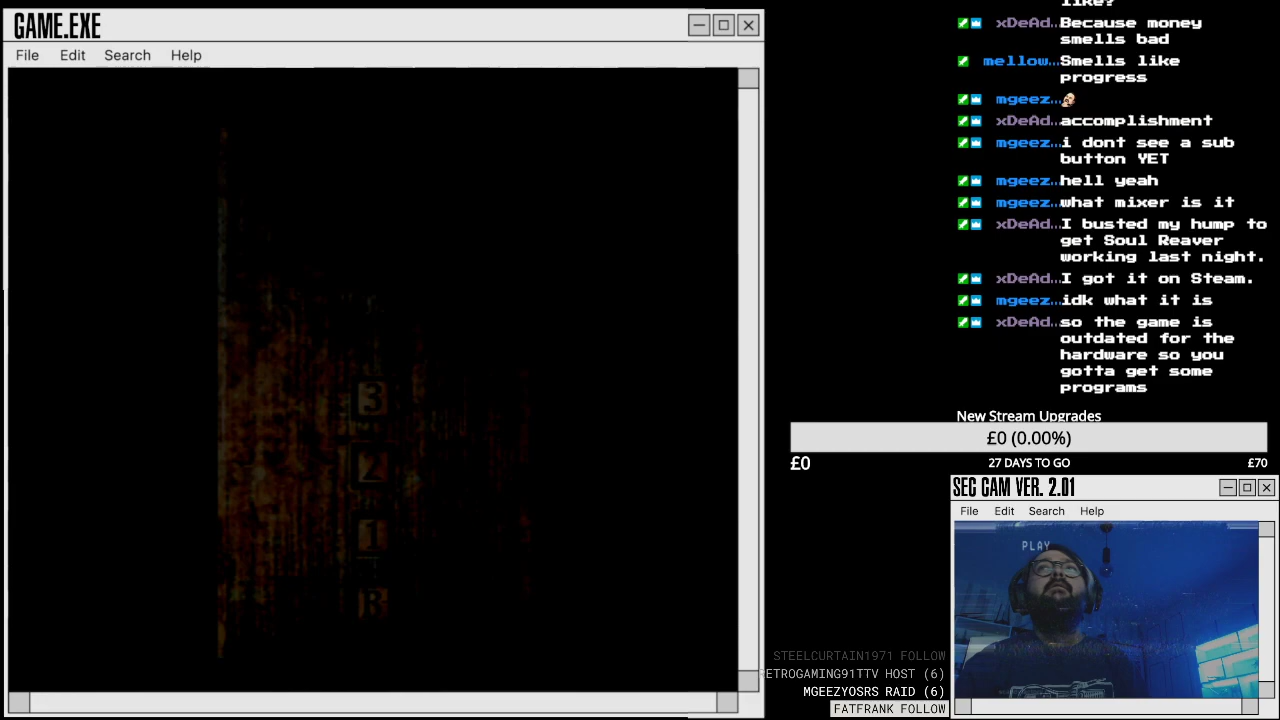 GAME.EXE
File Edit Search Help
3
2
1
B
like?
xDeAd..Because money
smells bad
mellow..Smells like
progress
mgeez..
xDeAd..accomplishment
mgeez..i dont see a sub
button YET
mgeez..hell yeah
mgeez..what mixer is it
xDeAd..I busted my hump to
get Soul Reaver
working last night.
xDeAd..I got it on Steam.
mgeez..idk what it is
xDeAd..so the game is
outdated for the
hardware so you
gotta get some
programs
New Stream Upgrades
£0 (0.00%)
£0 27 DAYS TO GO £70
SEC CAM VER. 2.01
File Edit Search Help
PLAY
STEELCURTAIN1971 FOLLOW
ETROGAMING91TTV HOST (6)
MGEEZYOSRS RAID (6)
FATFRANK FOLLOW